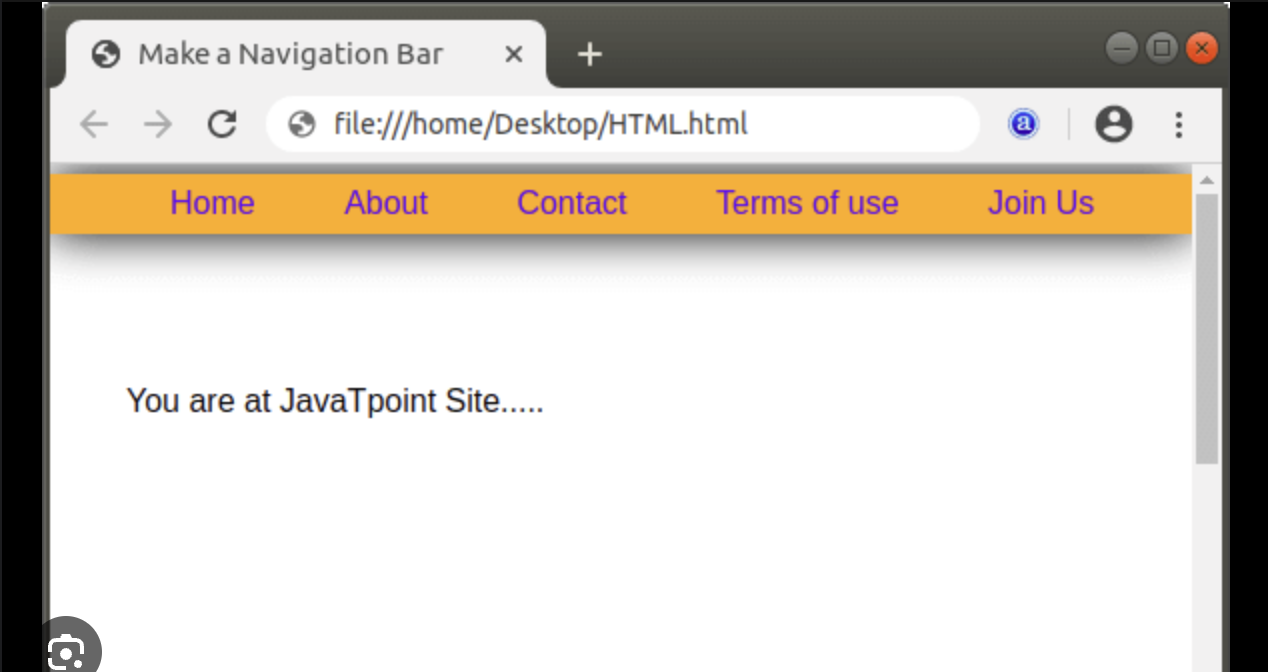 Make a Navigation Bar
file:///home/Desktop/HTML.html
a
Home About Contact Terms of use Join Us
You are at JavaTpoint Site.....